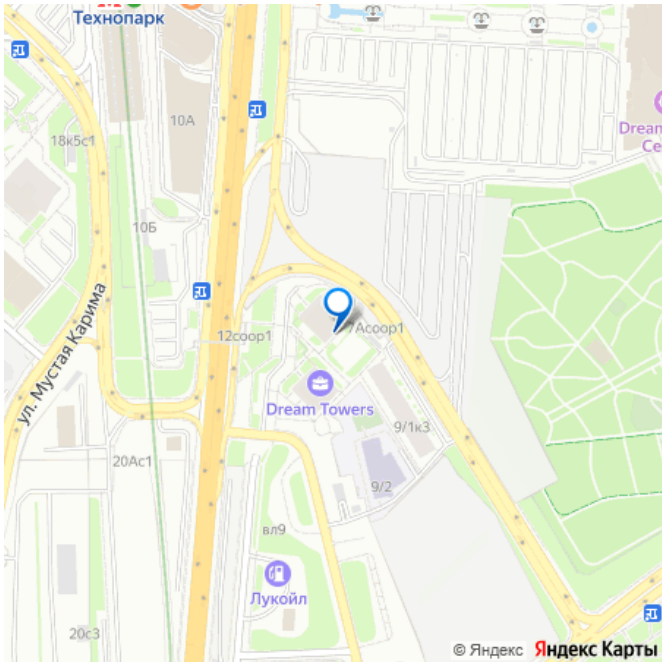 Технопарк
10А
18к5с1
Dream
Ce
10Б
ул. Мустая Карима
12соор1
7Асоор1
Dream Towers
9/1к3
20Ас1
9/2
вл9
Лукойл
20с3
© Яндекс Яндекс Карты